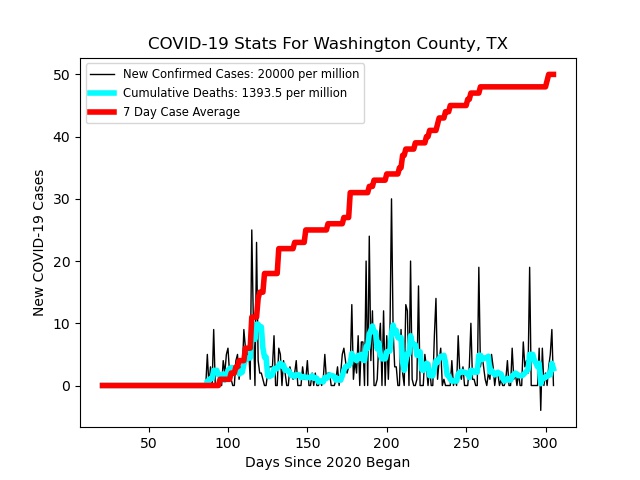 COVID-19 Stats For Washington County, TX
New Confirmed Cases: 20000 per million
Cumulative Deaths: 1393.5 per million
7 Day Case Average
50
40
30
20
10
0
New COVID-19 Cases
50 100 150 200 250 300
Days Since 2020 Began